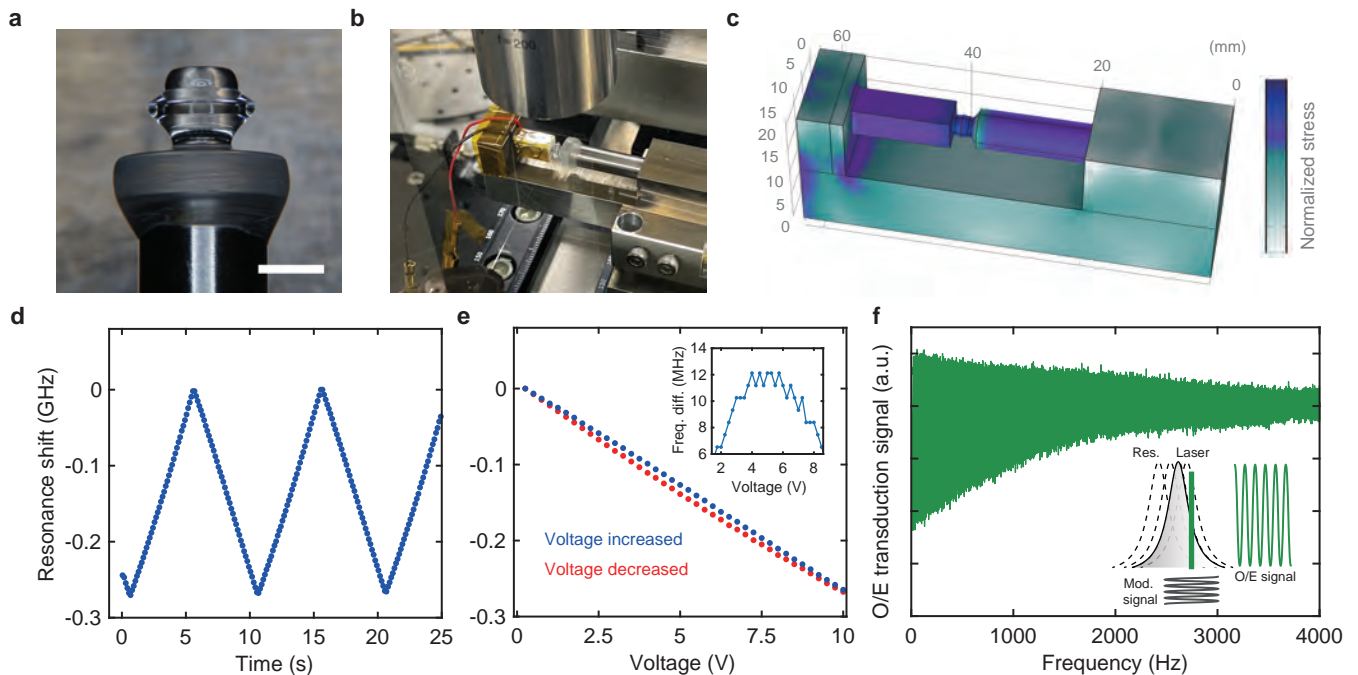 a
b
f=200
c
0
5
10
15
20
15
10
5
0
60
40
20
0
(mm)
Normalized stress
d
Resonance shift (GHz)
0
-0.1
-0.2
-0.3
0
5
10
15
20
25
Time (s)
e
0
-0.1
-0.2
-0.3
0
2.5
5
7.5
10
Voltage (V)
Voltage increased
Voltage decreased
Freq. diff. (MHz)
14
12
10
8
6
2
4
6
8
Voltage (V)
f
O/E transduction signal (a.u.)
0
1000
2000
3000
4000
Frequency (Hz)
Res.
Laser
Mod.
signal
O/E signal